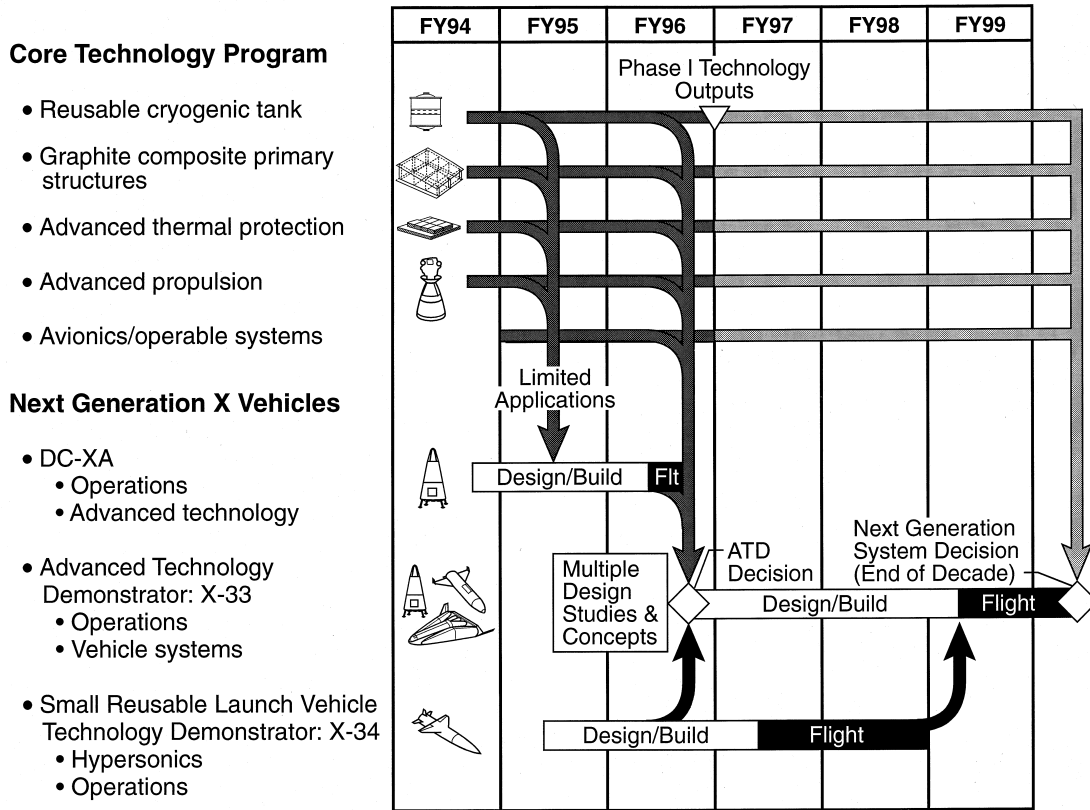 FY94 FY95 FY96 FY97 FY98 FY99
Core Technology Program
Phase I Technology
Outputs
• Reusable cryogenic tank
• Graphite composite primary
structures
• Advanced thermal protection
• Advanced propulsion
• Avionics/operable systems
Limited
Applications
Next Generation X Vehicles
• DC-XA
• Operations
• Advanced technology
Design/Build Flt
• Advanced Technology
Demonstrator: X-33
• Operations
• Vehicle systems
Multiple
Design
Studies &
Concepts
ATD
Decision
Next Generation
System Decision
(End of Decade)
Design/Build Flight
• Small Reusable Launch Vehicle
Technology Demonstrator: X-34
• Hypersonics
• Operations
Design/Build Flight